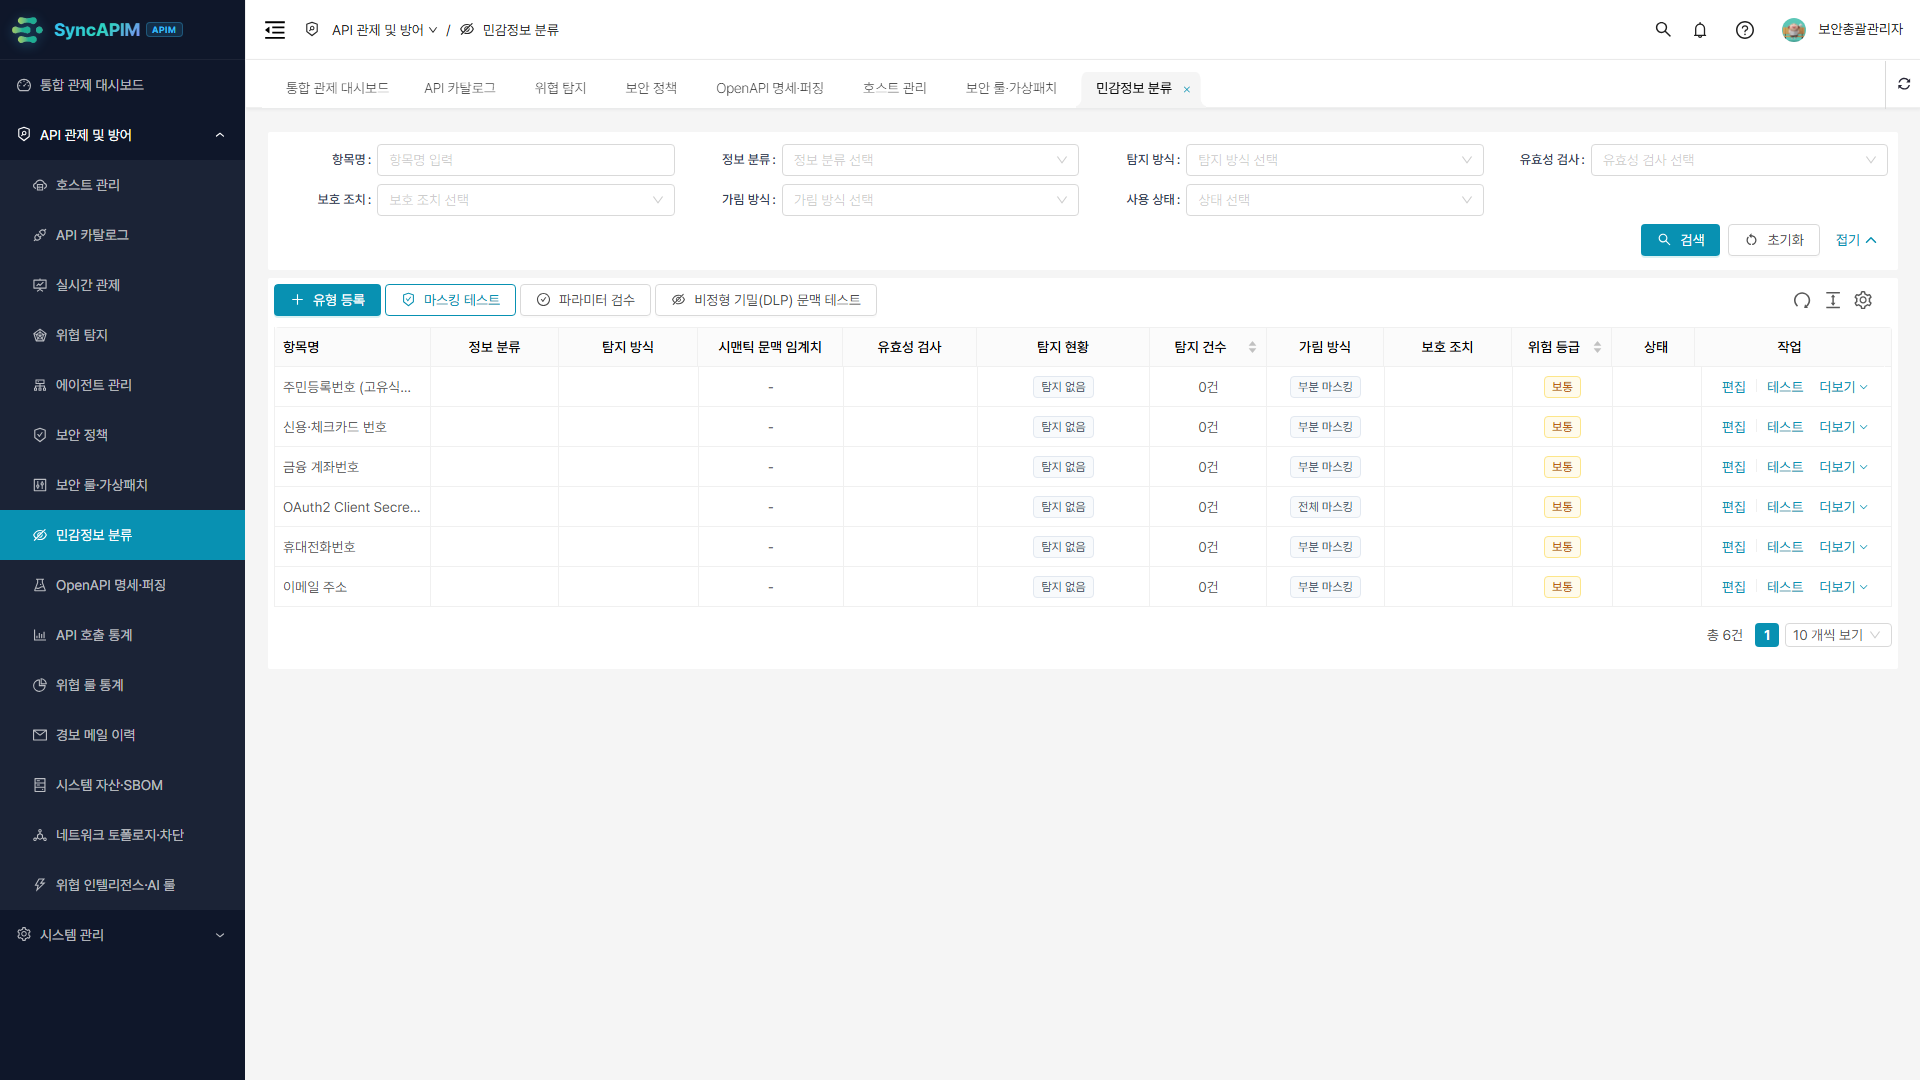 SyncAPIM APIM
API 관제 및 방어 / 민감정보 분류
보안총괄관리자
통합 관제 대시보드
API 관제 및 방어
호스트 관리
API 카탈로그
실시간 관제
위협 탐지
에이전트 관리
보안 정책
보안 룰·가상패치
민감정보 분류
OpenAPI 명세·퍼징
API 호출 통계
위협 룰 통계
경보 메일 이력
시스템 자산·SBOM
네트워크 토폴로지·차단
위협 인텔리전스·AI 룰
시스템 관리
통합 관제 대시보드 API 카탈로그 위협 탐지 보안 정책 OpenAPI 명세·퍼징 호스트 관리 보안 룰·가상패치 민감정보 분류 ×
항목명: 항목명 입력 정보 분류: 정보 분류 선택 탐지 방식: 탐지 방식 선택 유효성 검사: 유효성 검사 선택
보호 조치: 보호 조치 선택 가림 방식: 가림 방식 선택 사용 상태: 상태 선택
검색 초기화 접기
유형 등록 마스킹 테스트 파라미터 검수 비정형 기밀(DLP) 문맥 테스트
항목명 정보 분류 탐지 방식 시맨틱 문맥 임계치 유효성 검사 탐지 현황 탐지 건수 가림 방식 보호 조치 위험 등급 상태 작업
주민등록번호 (고유식... - 탐지 없음 0건 부분 마스킹 보통 편집 테스트 더보기
신용·체크카드 번호 - 탐지 없음 0건 부분 마스킹 보통 편집 테스트 더보기
금융 계좌번호 - 탐지 없음 0건 부분 마스킹 보통 편집 테스트 더보기
OAuth2 Client Secre... - 탐지 없음 0건 전체 마스킹 보통 편집 테스트 더보기
휴대전화번호 - 탐지 없음 0건 부분 마스킹 보통 편집 테스트 더보기
이메일 주소 - 탐지 없음 0건 부분 마스킹 보통 편집 테스트 더보기
총 6건 1 10 개씩 보기